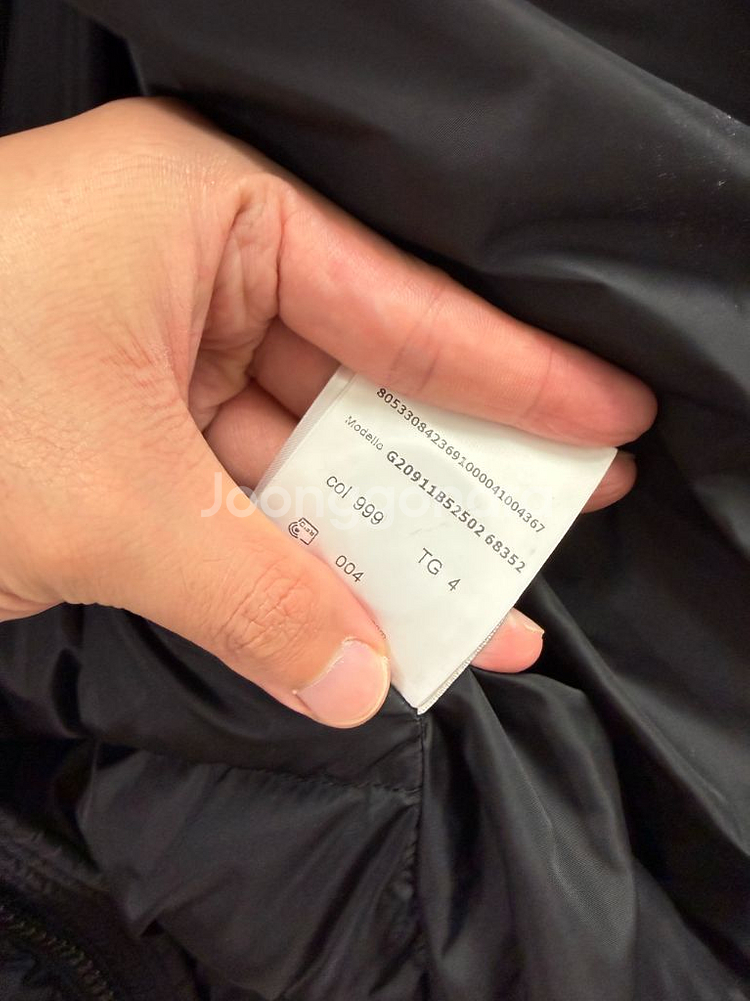 8053308423691000041004367
Modello G20911B52502 68352
col 999
TG 4
004